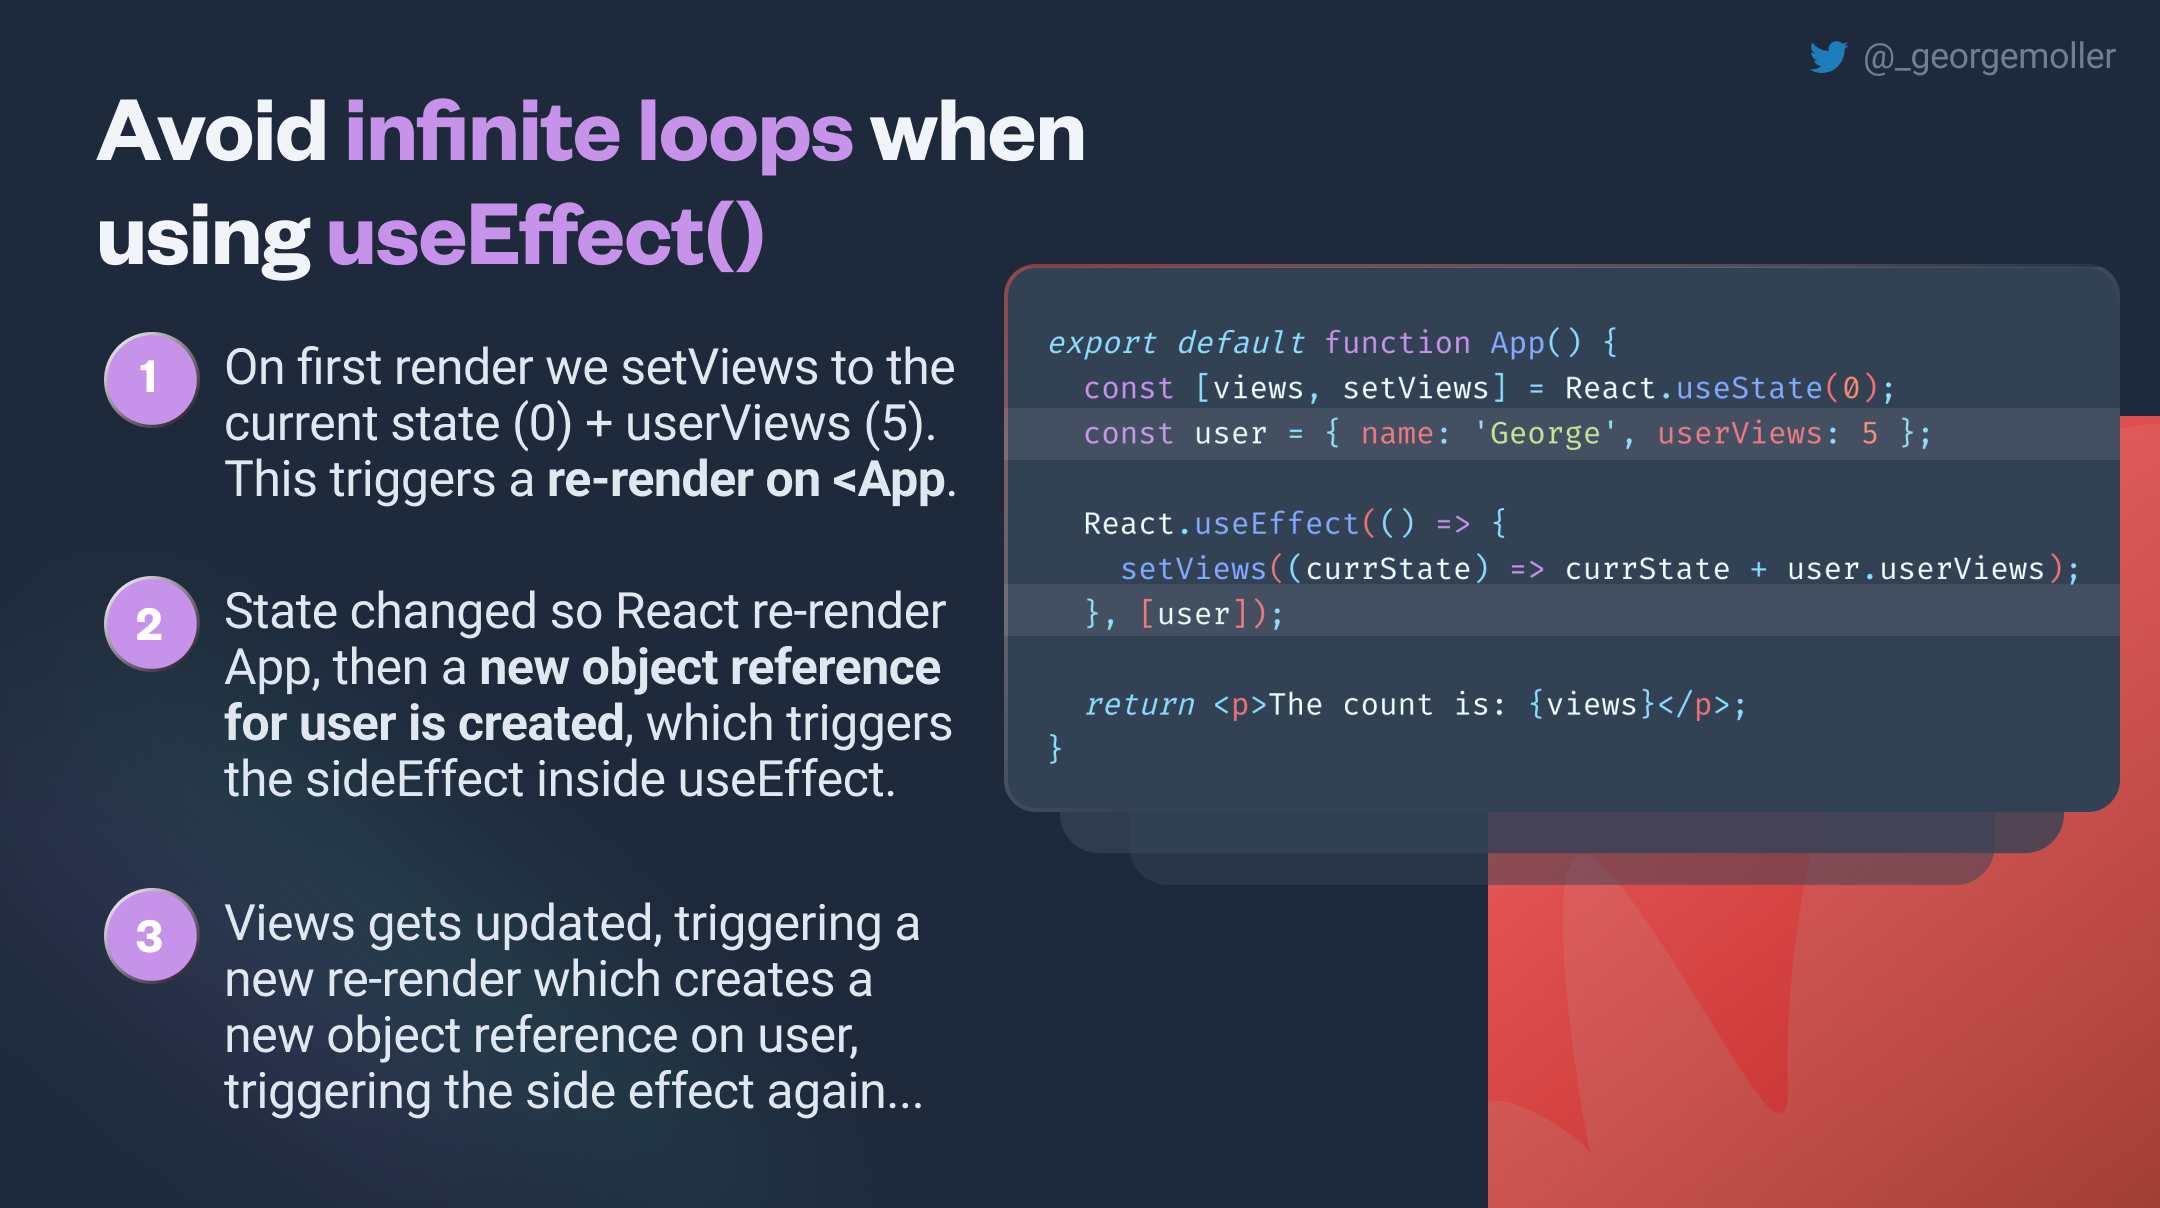 @_georgemoller
Avoid infinite loops when
using useEffect()
1
On first render we setViews to the
current state (0) + userViews (5).
This triggers a re-render on <App.
2
State changed so React re-render
App, then a new object reference
for user is created, which triggers
the sideEffect inside useEffect.
3
Views gets updated, triggering a
new re-render which creates a
new object reference on user,
triggering the side effect again...
export default function App() {
  const [views, setViews] = React.useState(0);
  const user = { name: 'George', userViews: 5 };
  React.useEffect(() => {
    setViews((currState) => currState + user.userViews);
  }, [user]);
  return <p>The count is: {views}</p>;
}